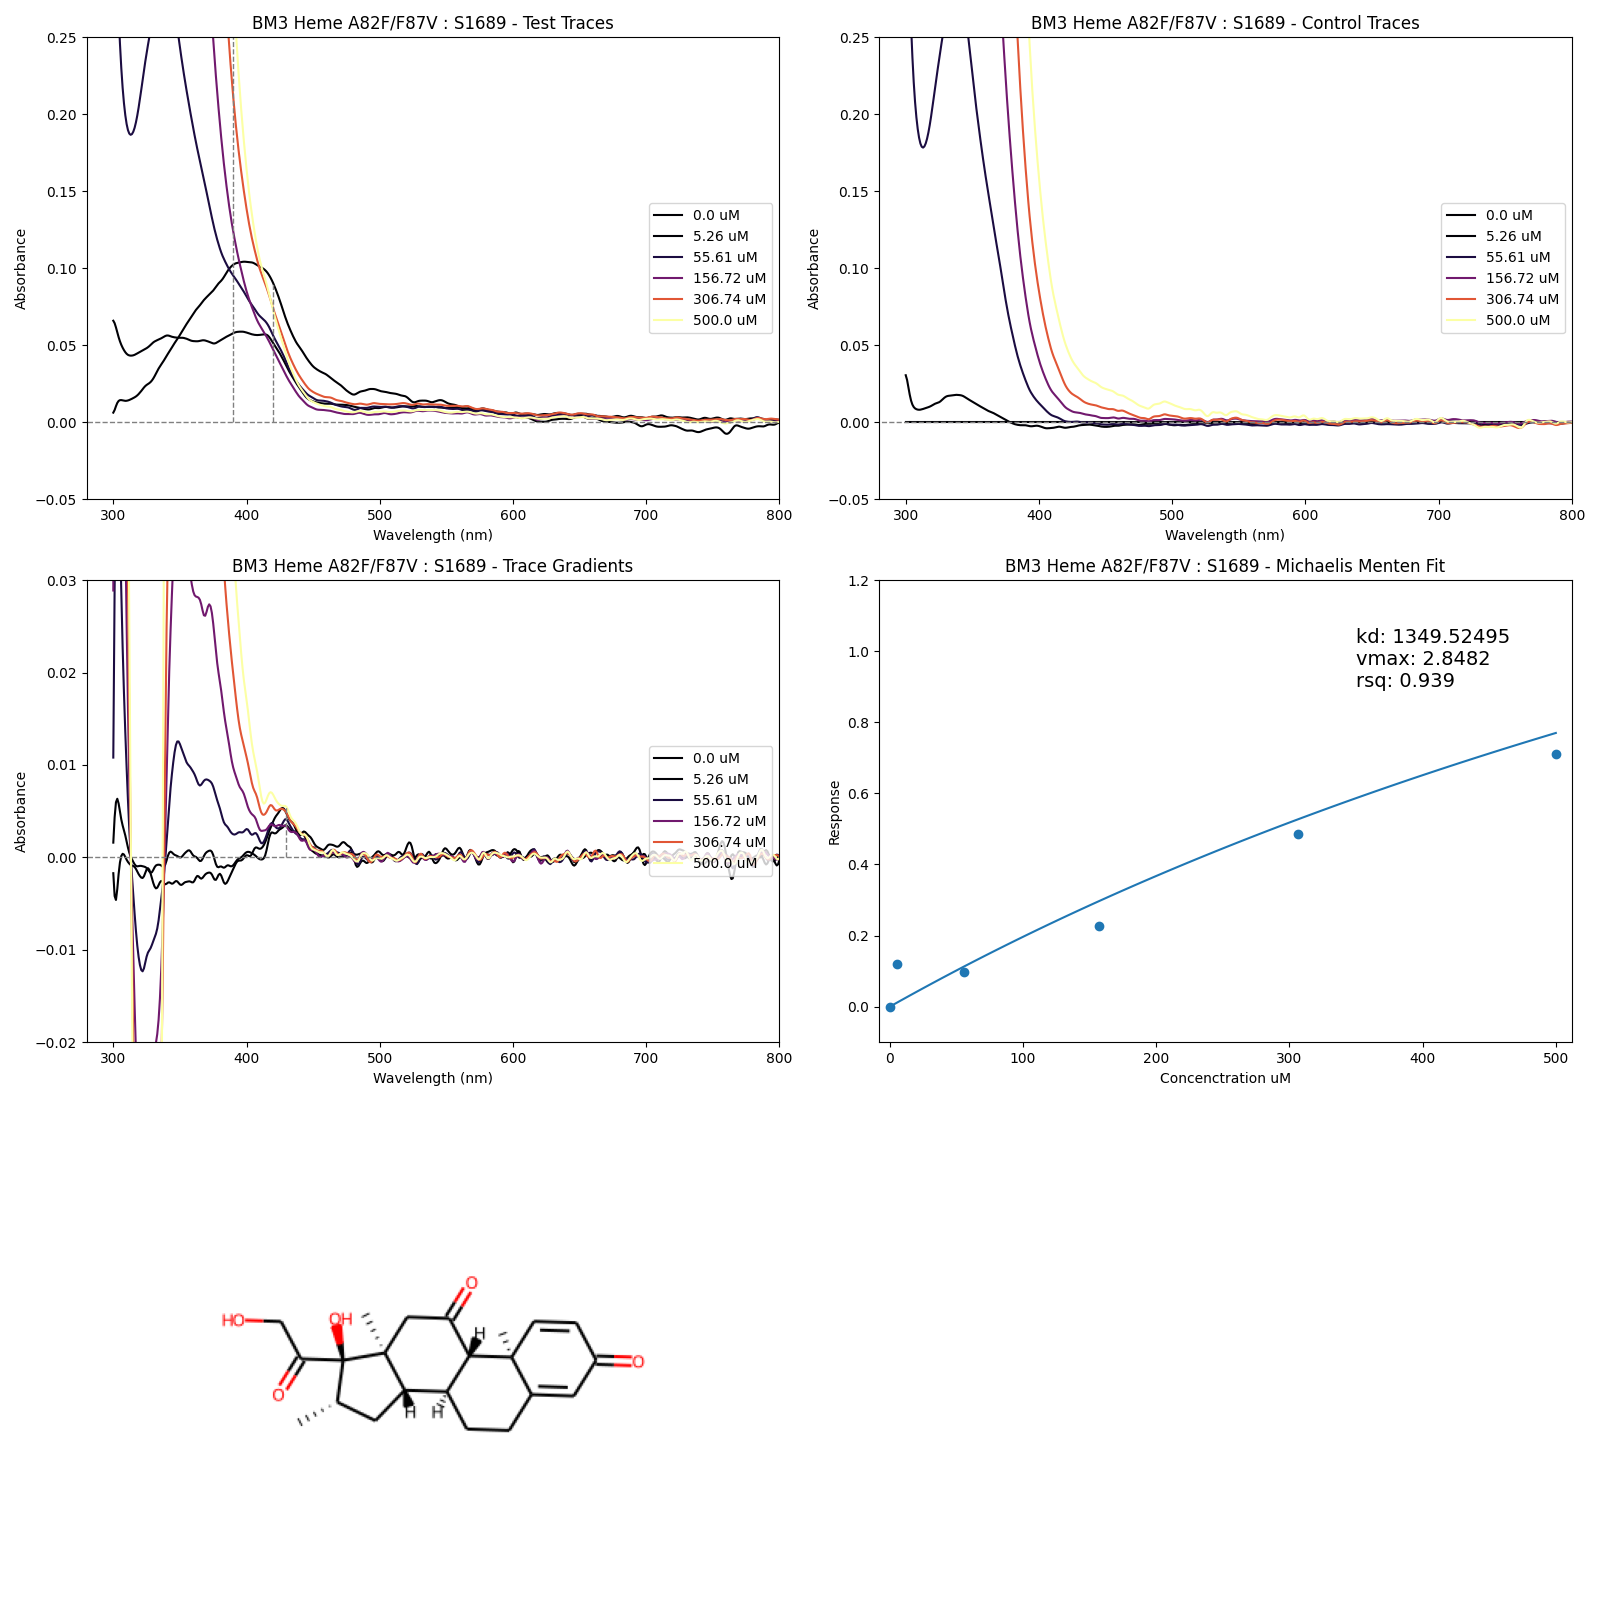 BM3 Heme A82F/F87V : S1689 - Test Traces
0.25
0.20
0.15
0.10
0.05
0.00
−0.05
Absorbance
300 400 500 600 700 800
Wavelength (nm)
0.0 uM
5.26 uM
55.61 uM
156.72 uM
306.74 uM
500.0 uM
BM3 Heme A82F/F87V : S1689 - Control Traces
0.25
0.20
0.15
0.10
0.05
0.00
−0.05
Absorbance
300 400 500 600 700 800
Wavelength (nm)
0.0 uM
5.26 uM
55.61 uM
156.72 uM
306.74 uM
500.0 uM
BM3 Heme A82F/F87V : S1689 - Trace Gradients
0.03
0.02
0.01
0.00
−0.01
−0.02
Absorbance
300 400 500 600 700 800
Wavelength (nm)
0.0 uM
5.26 uM
55.61 uM
156.72 uM
306.74 uM
500.0 uM
BM3 Heme A82F/F87V : S1689 - Michaelis Menten Fit
1.2
1.0
0.8
0.6
0.4
0.2
0.0
Response
kd: 1349.52495
vmax: 2.8482
rsq: 0.939
0 100 200 300 400 500
Concenctration uM
O
HO
OH
H
O
O
H
H